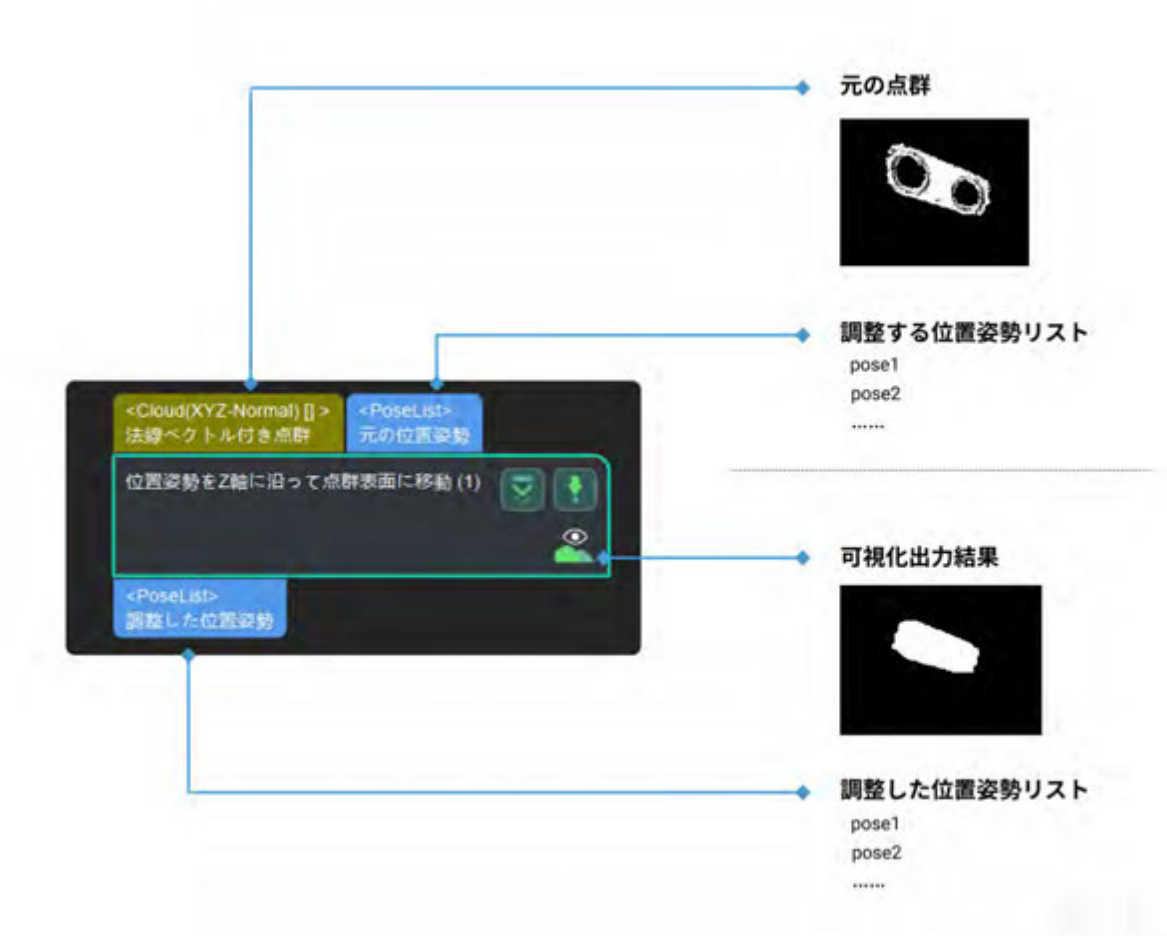 元の点群
調整する位置姿勢リスト
pose1
pose2
......
<Cloud(XYZ-Normal) [] >
法線ベクトル付き点群
<PoseList>
元の位置姿勢
位置姿勢をZ軸に沿って点群表面に移動 (1)
<PoseList>
調整した位置姿勢
可視化出力結果
調整した位置姿勢リスト
pose1
pose2
......